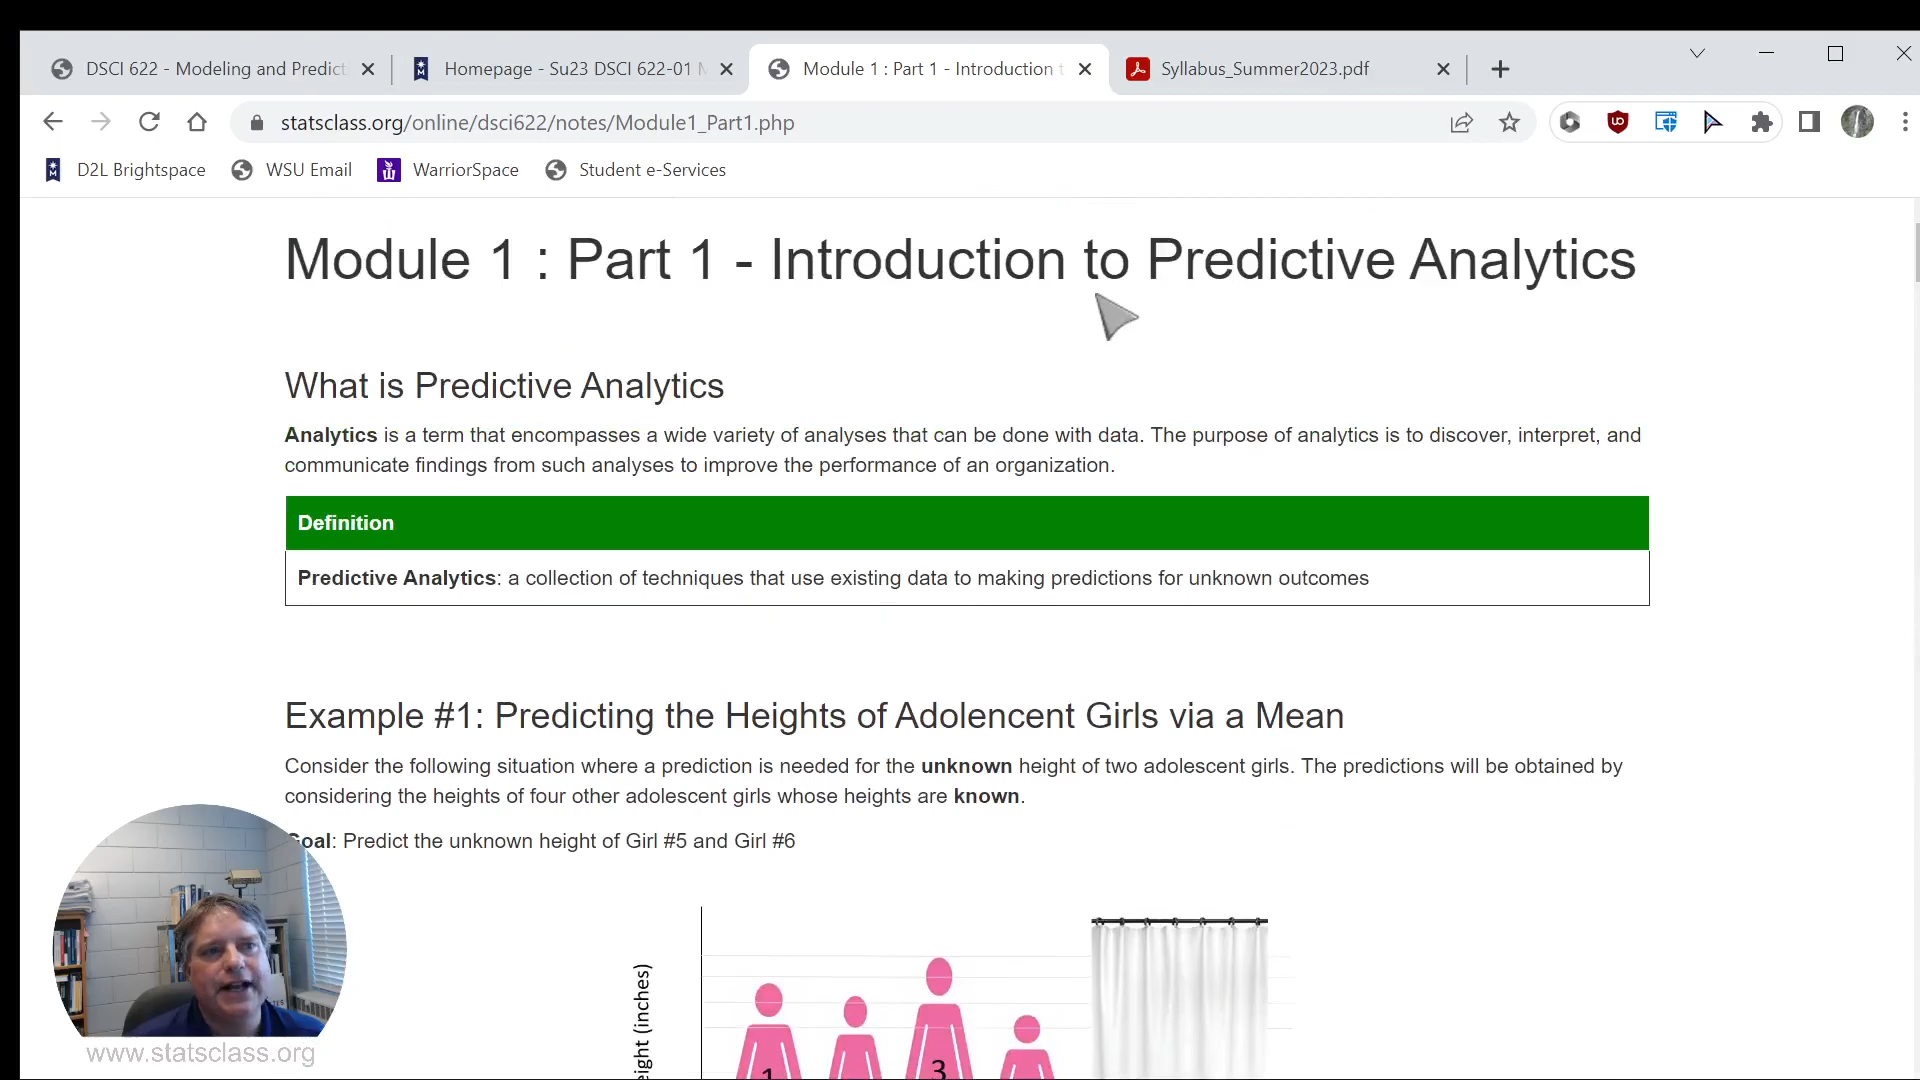 DSCI 622 - Modeling and Predict
Homepage - Su23 DSCI 622-01 M
Module 1 : Part 1 - Introduction t
Syllabus_Summer2023.pdf
statsclass.org/online/dsci622/notes/Module1_Part1.php
D2L Brightspace
WSU Email
WarriorSpace
Student e-Services
Module 1 : Part 1 - Introduction to Predictive Analytics
What is Predictive Analytics
Analytics is a term that encompasses a wide variety of analyses that can be done with data. The purpose of analytics is to discover, interpret, and
communicate findings from such analyses to improve the performance of an organization.
Definition
Predictive Analytics: a collection of techniques that use existing data to making predictions for unknown outcomes
Example #1: Predicting the Heights of Adolencent Girls via a Mean
Consider the following situation where a prediction is needed for the unknown height of two adolescent girls. The predictions will be obtained by
considering the heights of four other adolescent girls whose heights are known.
Goal: Predict the unknown height of Girl #5 and Girl #6
eight (inches)
1
3
www.statsclass.org